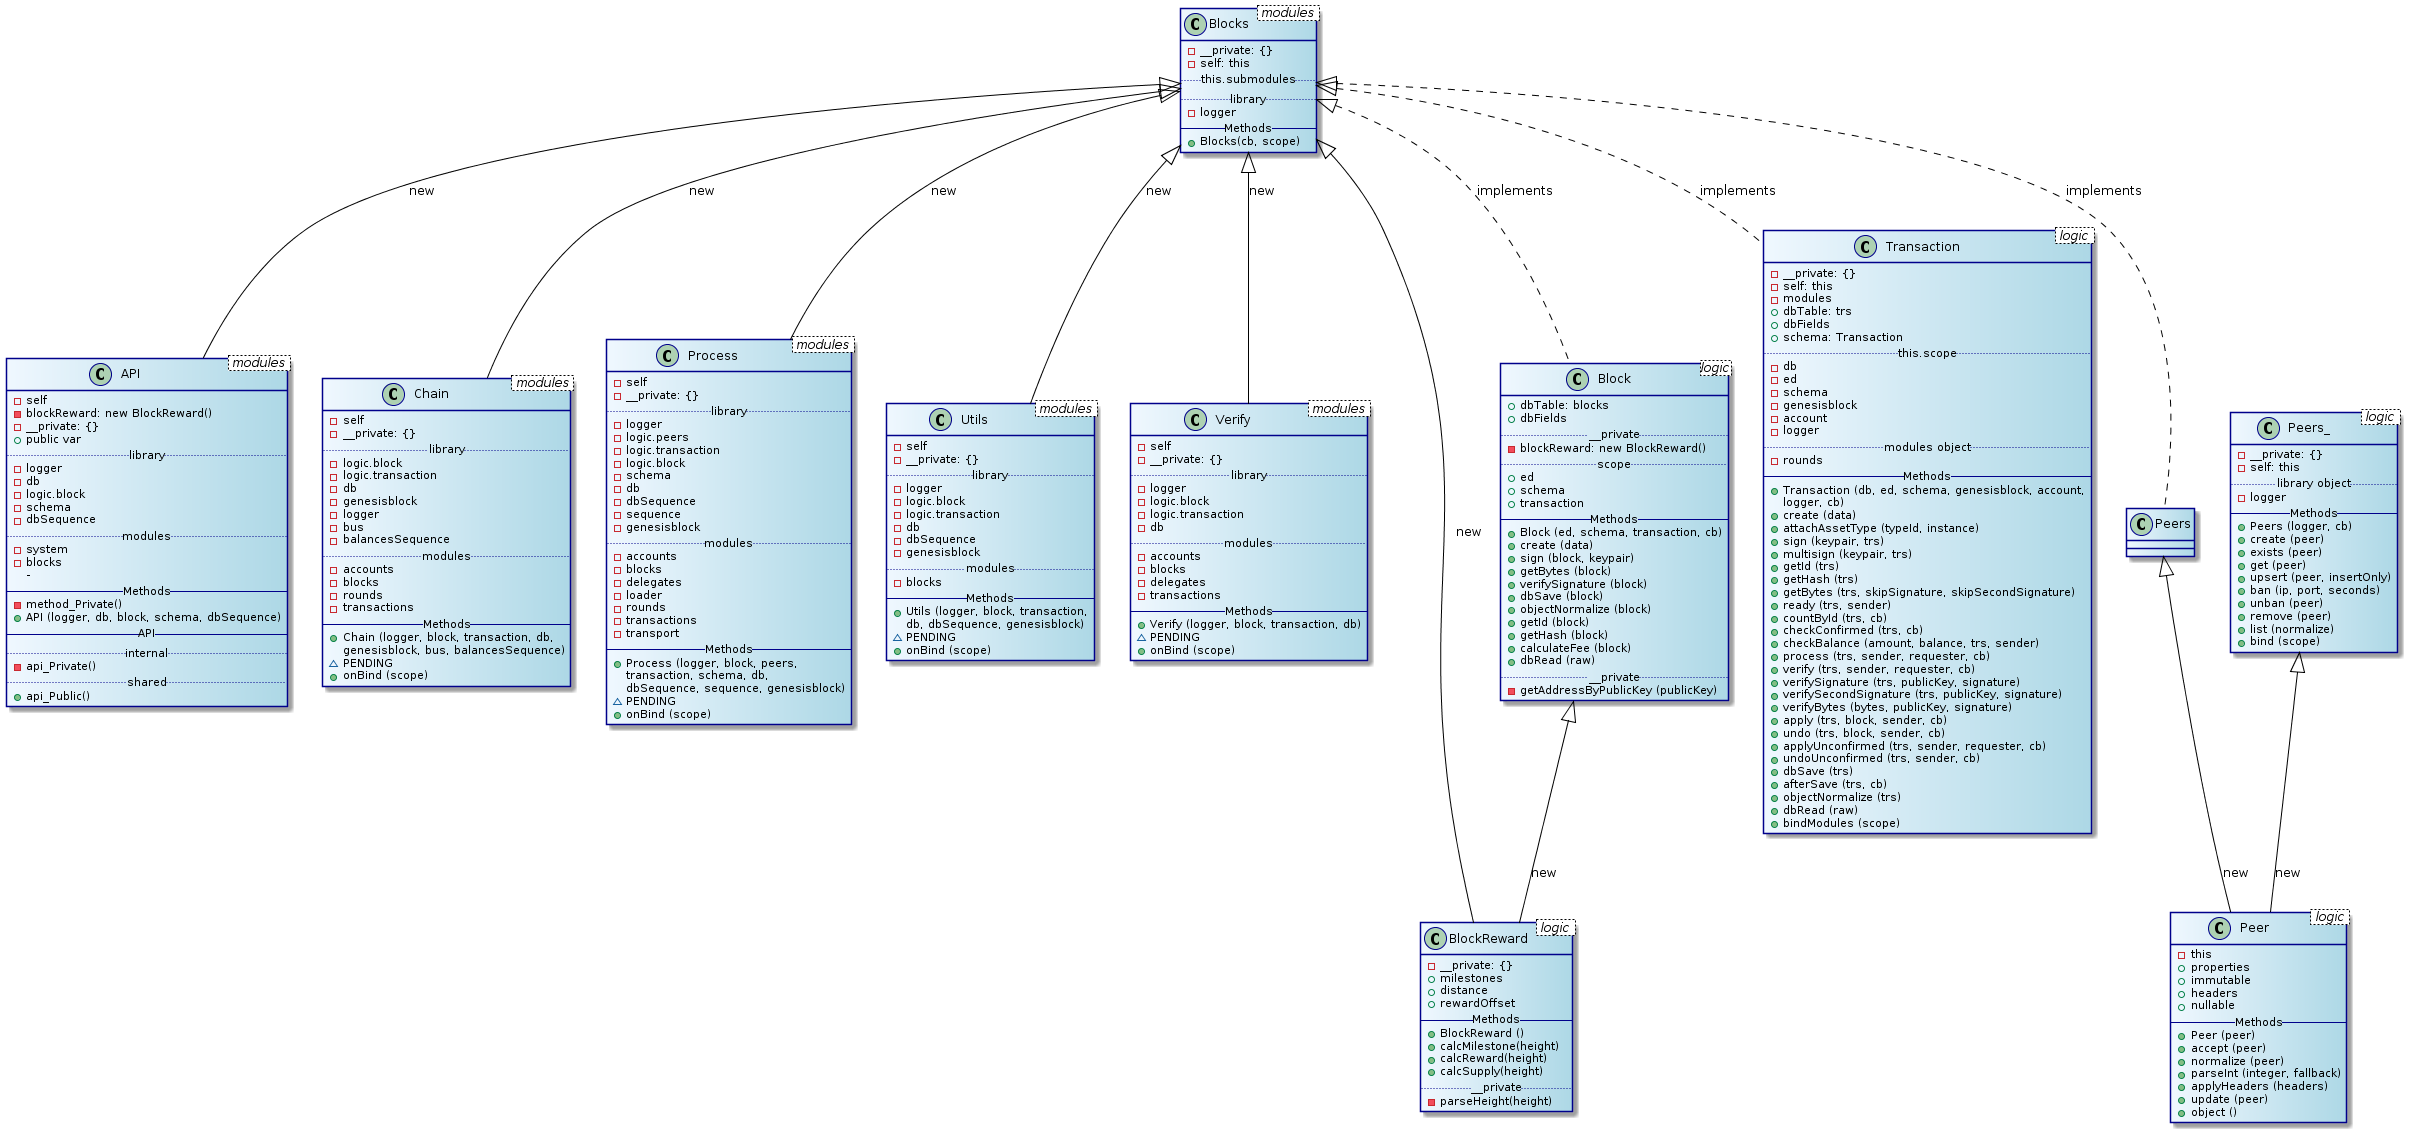 modules
C Blocks
__private: {}
self: this
this.submodules
library
logger
Methods
Blocks(cb, scope)
new
new
new
new
new
implements
implements
implements
modules
C API
self
blockReward: new BlockReward()
__private: {}
public var
library
logger
db
logic.block
schema
dbSequence
modules
system
blocks
-
Methods
method_Private()
API (logger, db, block, schema, dbSequence)
API
internal
api_Private()
shared
api_Public()
modules
C Chain
self
__private: {}
library
logic.block
logic.transaction
db
genesisblock
logger
bus
balancesSequence
modules
accounts
blocks
rounds
transactions
Methods
Chain (logger, block, transaction, db,
genesisblock, bus, balancesSequence)
PENDING
onBind (scope)
modules
C Process
self
__private: {}
library
logger
logic.peers
logic.transaction
logic.block
schema
db
dbSequence
sequence
genesisblock
modules
accounts
blocks
delegates
loader
rounds
transactions
transport
Methods
Process (logger, block, peers,
transaction, schema, db,
dbSequence, sequence, genesisblock)
PENDING
onBind (scope)
modules
C Utils
self
__private: {}
library
logger
logic.block
logic.transaction
db
dbSequence
genesisblock
modules
blocks
Methods
Utils (logger, block, transaction,
db, dbSequence, genesisblock)
PENDING
onBind (scope)
modules
C Verify
self
__private: {}
library
logger
logic.block
logic.transaction
db
modules
accounts
blocks
delegates
transactions
Methods
Verify (logger, block, transaction, db)
PENDING
onBind (scope)
new
logic
C Block
dbTable: blocks
dbFields
__private
blockReward: new BlockReward()
scope
ed
schema
transaction
Methods
Block (ed, schema, transaction, cb)
create (data)
sign (block, keypair)
getBytes (block)
verifySignature (block)
dbSave (block)
objectNormalize (block)
getId (block)
getHash (block)
calculateFee (block)
dbRead (raw)
__private
getAddressByPublicKey (publicKey)
logic
C Transaction
__private: {}
self: this
modules
dbTable: trs
dbFields
schema: Transaction
this.scope
db
ed
schema
genesisblock
account
logger
modules object
rounds
Methods
Transaction (db, ed, schema, genesisblock, account,
logger, cb)
create (data)
attachAssetType (typeId, instance)
sign (keypair, trs)
multisign (keypair, trs)
getId (trs)
getHash (trs)
getBytes (trs, skipSignature, skipSecondSignature)
ready (trs, sender)
countById (trs, cb)
checkConfirmed (trs, cb)
checkBalance (amount, balance, trs, sender)
process (trs, sender, requester, cb)
verify (trs, sender, requester, cb)
verifySignature (trs, publicKey, signature)
verifySecondSignature (trs, publicKey, signature)
verifyBytes (bytes, publicKey, signature)
apply (trs, block, sender, cb)
undo (trs, block, sender, cb)
applyUnconfirmed (trs, sender, requester, cb)
undoUnconfirmed (trs, sender, cb)
dbSave (trs)
afterSave (trs, cb)
objectNormalize (trs)
dbRead (raw)
bindModules (scope)
C Peers
logic
C Peers_
__private: {}
self: this
library object
logger
Methods
Peers (logger, cb)
create (peer)
exists (peer)
get (peer)
upsert (peer, insertOnly)
ban (ip, port, seconds)
unban (peer)
remove (peer)
list (normalize)
bind (scope)
new
new
new
logic
C BlockReward
__private: {}
milestones
distance
rewardOffset
Methods
BlockReward ()
calcMilestone(height)
calcReward(height)
calcSupply(height)
__private
parseHeight(height)
logic
C Peer
this
properties
immutable
headers
nullable
Methods
Peer (peer)
accept (peer)
normalize (peer)
parseInt (integer, fallback)
applyHeaders (headers)
update (peer)
object ()